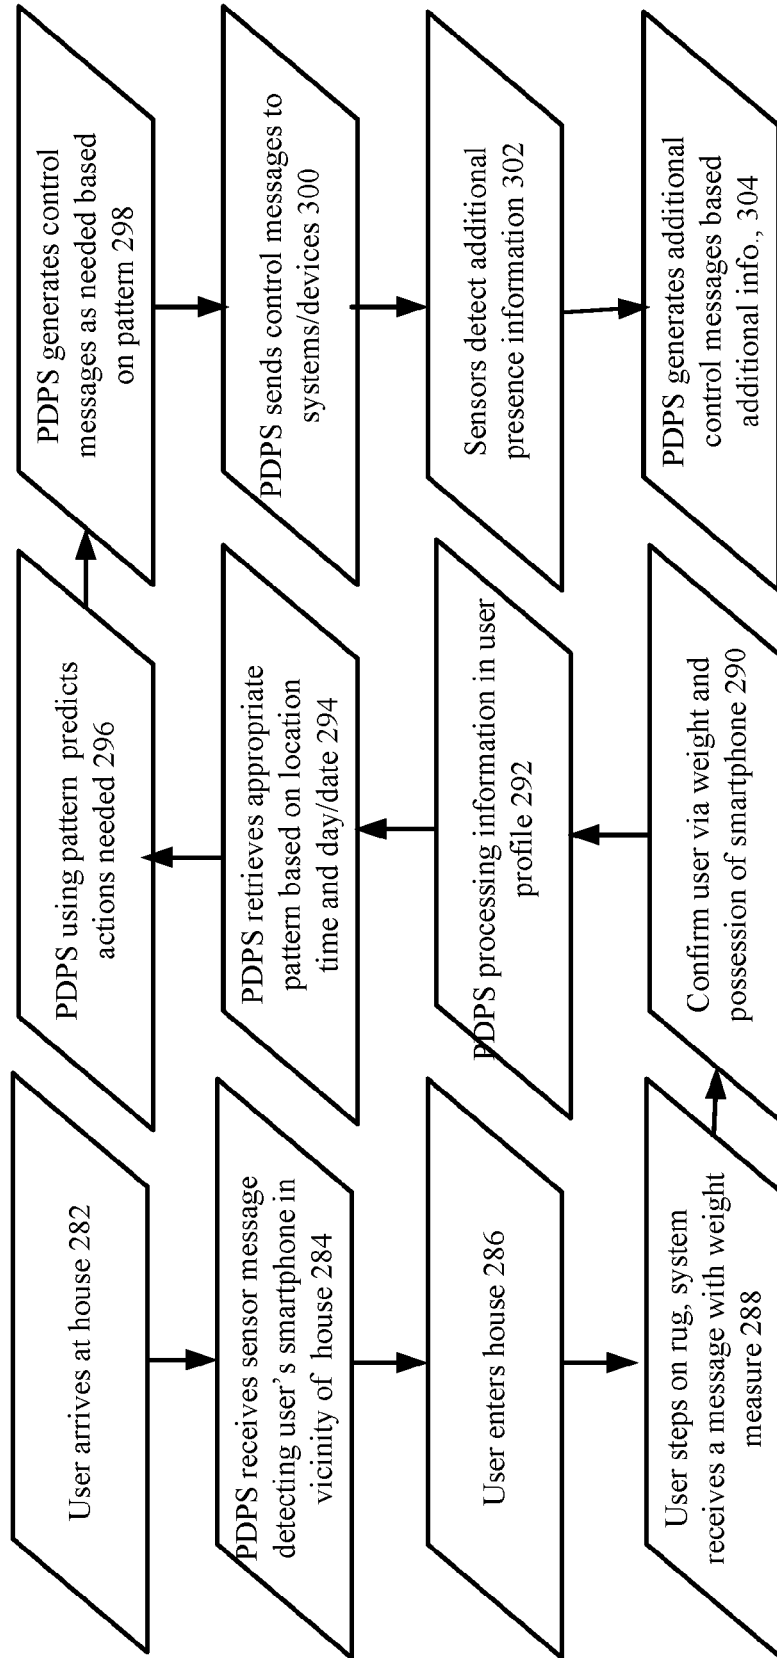 User arrives at house 282
PDPS receives sensor message
detecting user’s smartphone in
vicinity of house 284
User enters house 286
User steps on rug, system
receives a message with weight
measure 288
Confirm user via weight and
possession of smartphone 290
PDPS processing information in user
profile 292
PDPS retrieves appropriate
pattern based on location
time and day/date 294
PDPS using pattern predicts
actions needed 296
PDPS generates control
messages as needed based
on pattern 298
PDPS sends control messages to
systems/devices 300
Sensors detect additional
presence information 302
PDPS generates additional
control messages based
additional info., 304